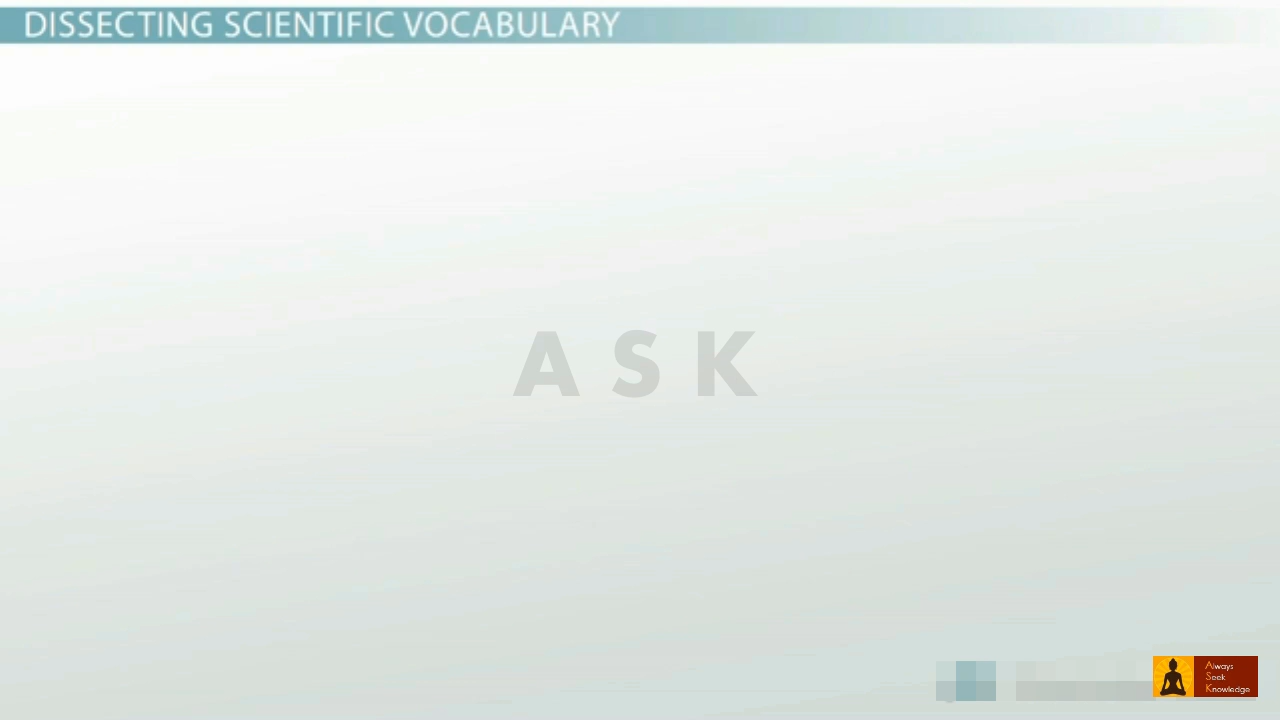 DISSECTING SCIENTIFIC VOCABULARY
A S K
Always
Seek
Knowledge